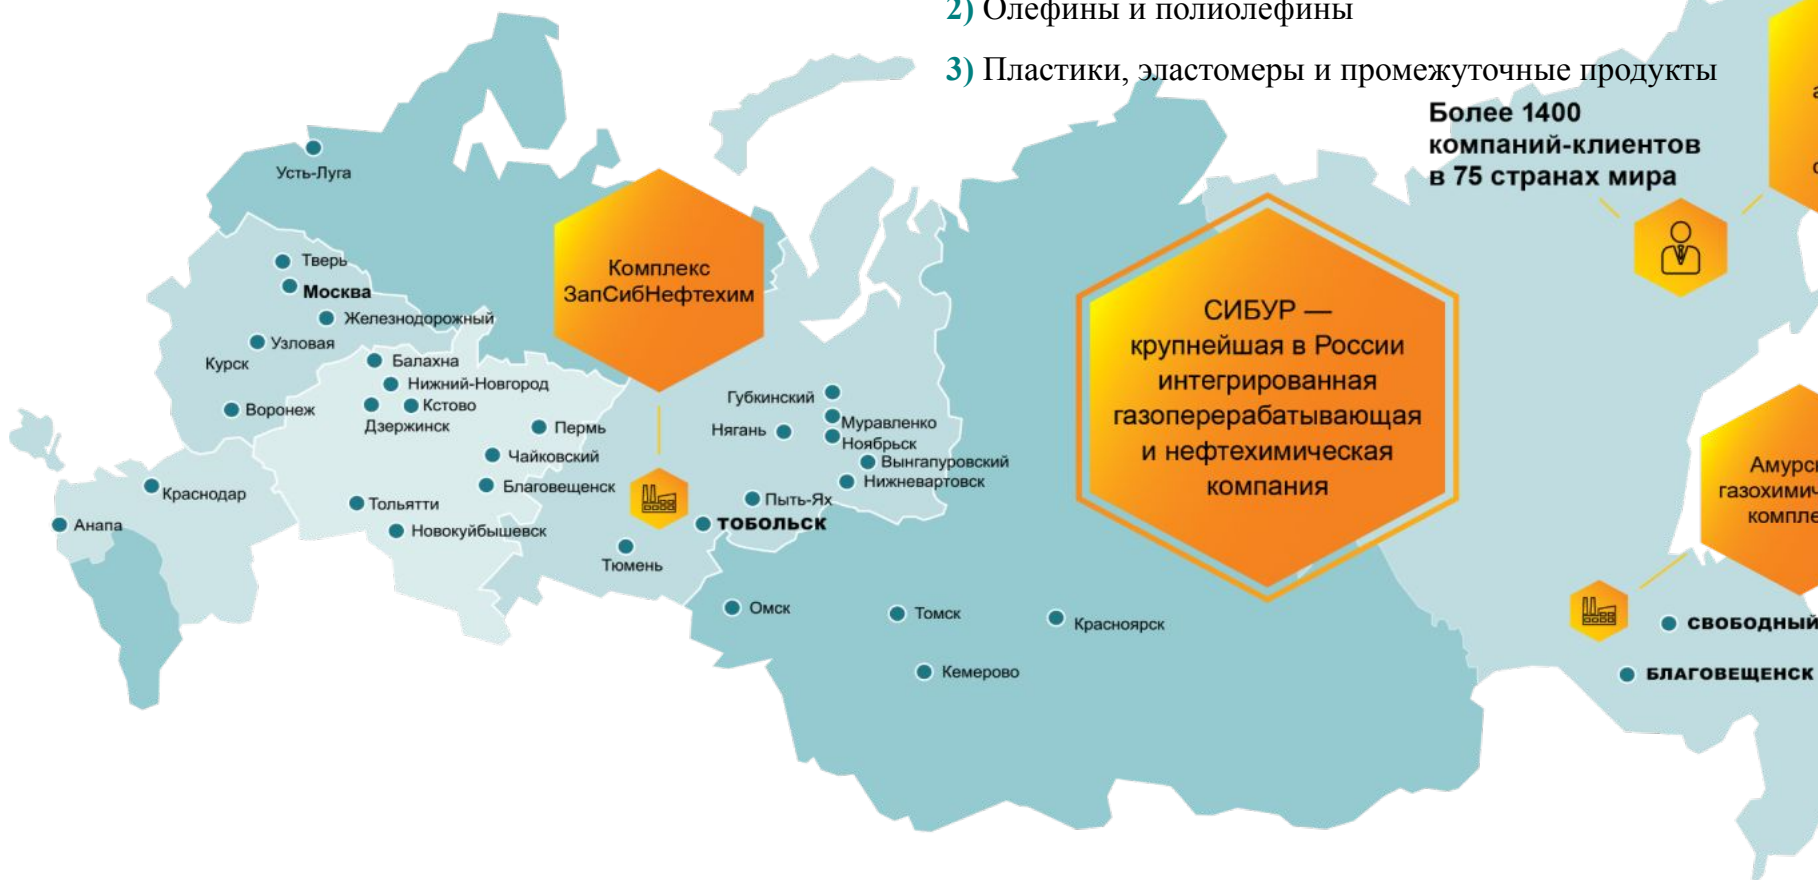 2) Олефины и полиолефины
3) Пластики, эластомеры и промежуточные продукты
Более 1400
компаний-клиентов
в 75 странах мира
Усть-Луга
Тверь
Москва
Железнодорожный
Узловая
Курск
Воронеж
Балахна
Нижний-Новгород
Кстово
Дзержинск
Пермь
Чайковский
Благовещенск
Тольятти
Новокуйбышевск
Краснодар
Анапа
Комплекс
ЗапСибНефтехим
Губкинский
Муравленко
Нягань
Ноябрьск
Вынгапуровский
Нижневартовск
Пыть-Ях
ТОБОЛЬСК
Тюмень
Омск
Томск
Красноярск
Кемерово
СИБУР —
крупнейшая в России
интегрированная
газоперерабатывающая
и нефтехимическая
компания
комп
СВОБОДНЫЙ
БЛАГОВЕЩЕНСК